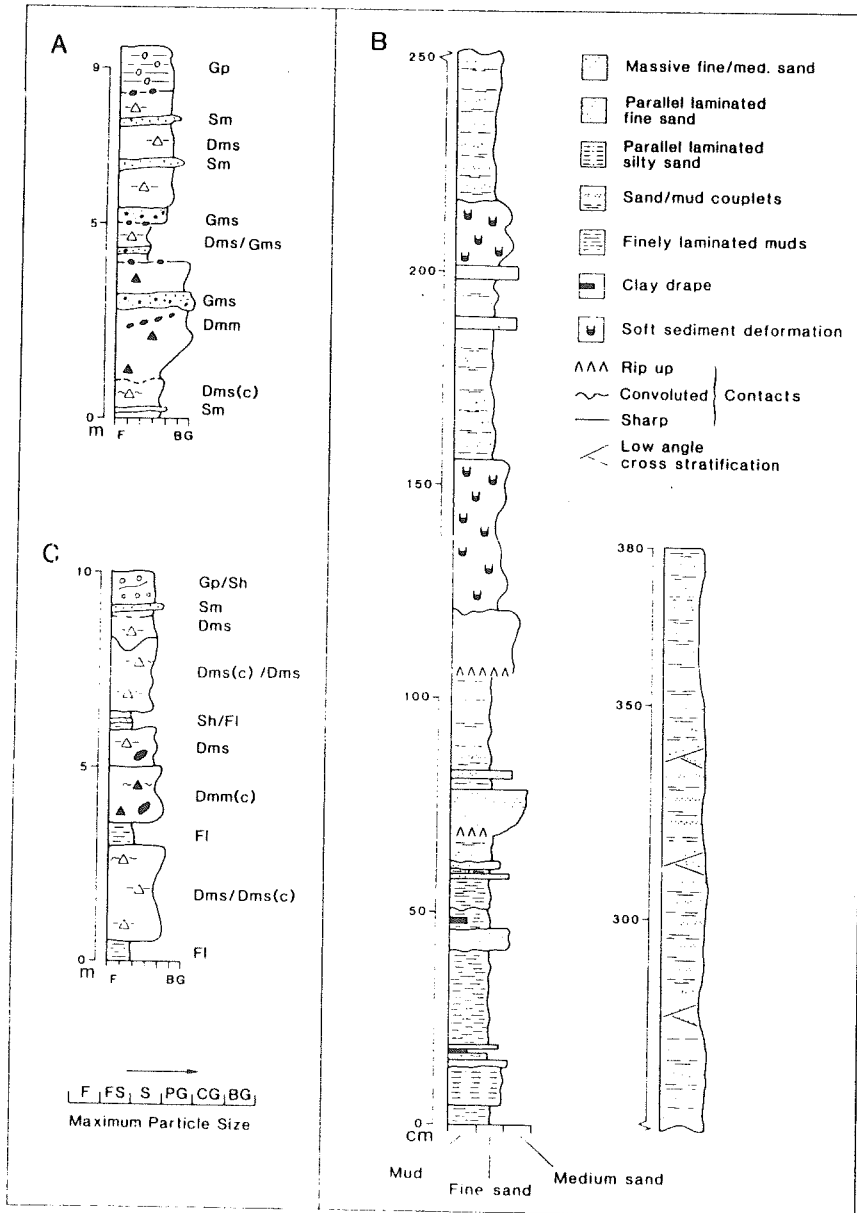 A
9
Gp
Sm
Dms
Sm
5
Gms
Dms/Gms
Gms
Dmm
Dms(c)
Sm
0
m
F
BG
C
10
Gp/Sh
Sm
Dms
Dms(c) /Dms
Sh/Fl
Dms
5
Dmm(c)
Fl
Dms/Dms(c)
Fl
0
m
F
BG
F FS S PG CG BG
Maximum Particle Size
B
250
200
150
100
50
0
cm
Mud
Fine sand
Medium sand
Massive fine/med. sand
Parallel laminated
fine sand
Parallel laminated
silty sand
Sand/mud couplets
Finely laminated muds
Clay drape
Soft sediment deformation
Rip up
Convoluted
Contacts
Sharp
Low angle
cross stratification
380
350
300